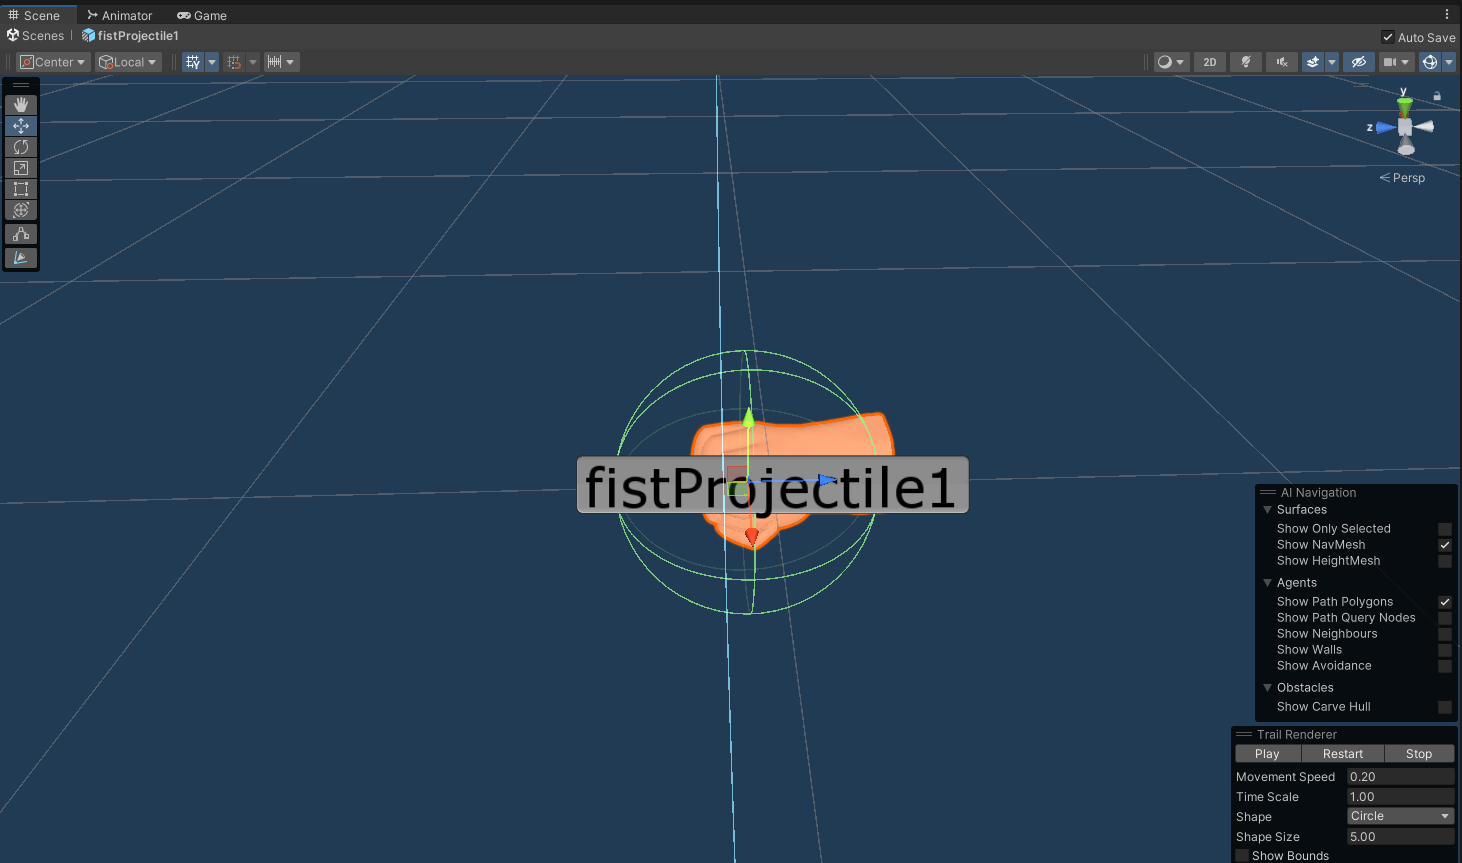 Scene Animator Game
Scenes fistProjectile1
Auto Save
Center Local 2D
y
z
Persp
fistProjectile1
AI Navigation
Surfaces
Show Only Selected
Show NavMesh
Show HeightMesh
Agents
Show Path Polygons
Show Path Query Nodes
Show Neighbours
Show Walls
Show Avoidance
Obstacles
Show Carve Hull
Trail Renderer
Play Restart Stop
Movement Speed 0.20
Time Scale 1.00
Shape Circle
Shape Size 5.00
Show Bounds